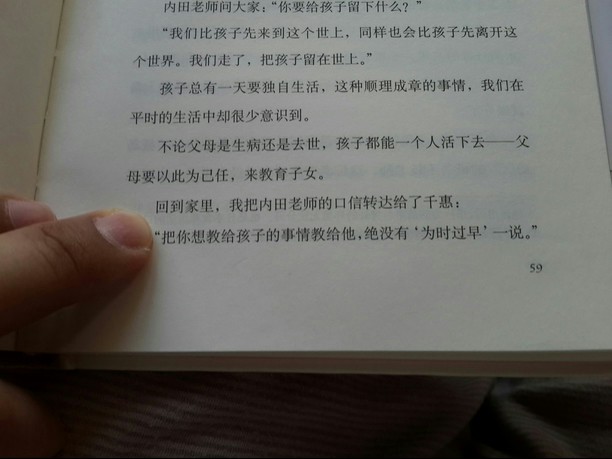 内田老师问大家：“你要给孩子留下什么？”
“我们比孩子先来到这个世上，同样也会比孩子先离开这
个世界。我们走了，把孩子留在世上。”
孩子总有一天要独自生活，这种顺理成章的事情，我们在
平时的生活中却很少意识到。
不论父母是生病还是去世，孩子都能一个人活下去——父
母要以此为己任，来教育子女。
回到家里，我把内田老师的口信转达给了千惠：
“把你想教给孩子的事情教给他，绝没有‘为时过早’一说。”
59